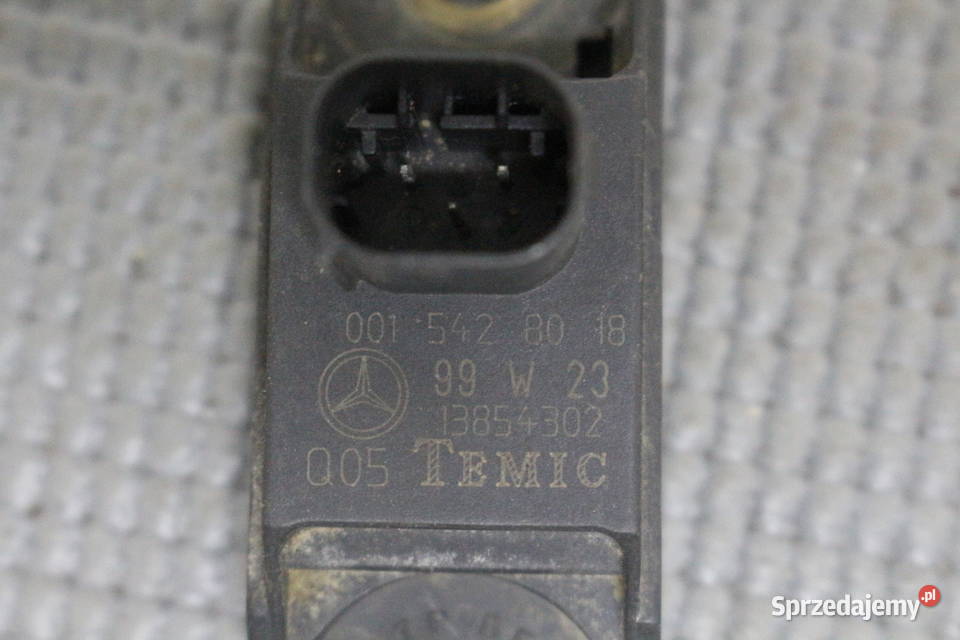 001 542 80 18
99 W 23
13854302
Q05 TEMIC
Sprzedajemy.pl